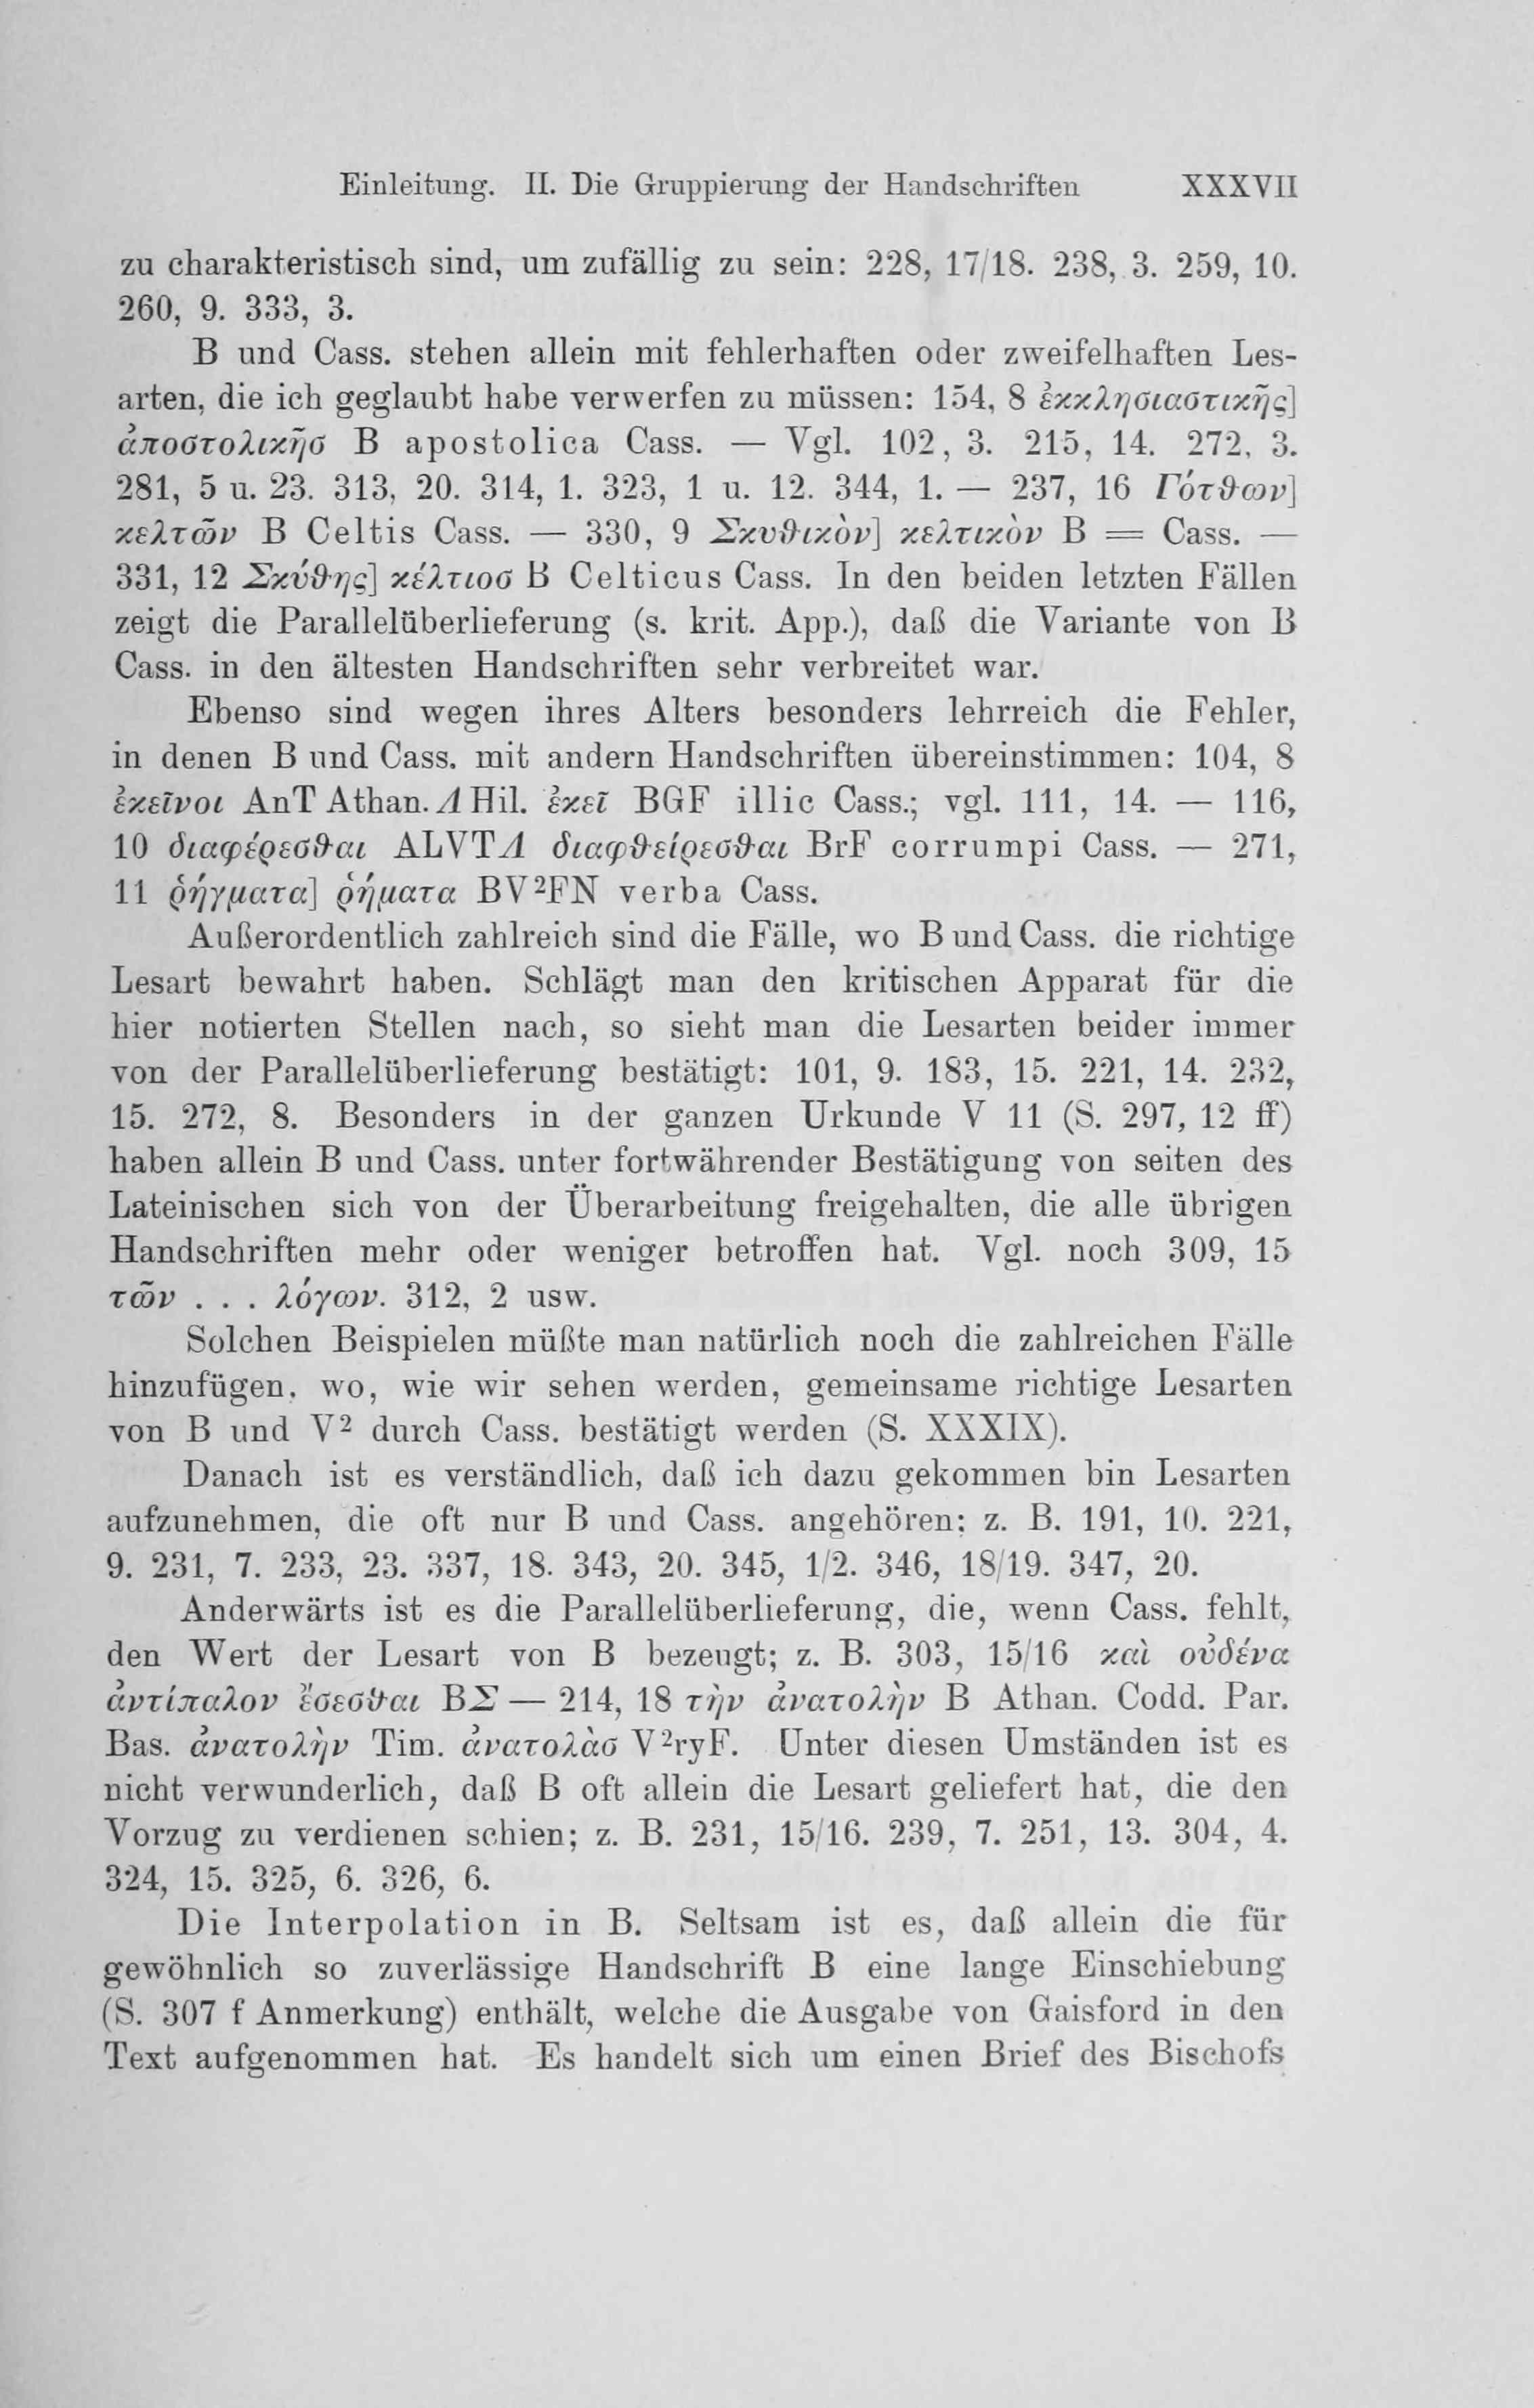 Einleitung. II. Die Gruppierung der Handschriften XXXVII
zu charakteristisch sind, um zufällig zu sein: 228, 17/18. 238, 3. 259, 10.
260, 9. 333, 3.
B und Cass. stehen allein mit fehlerhaften oder zweifelhaften Les-
arten, die ich geglaubt habe verwerfen zu müssen: 154, 8 ἐκκλησιαστικῆς]
ἀποστολικῆσ B apostolica Cass. — Vgl. 102, 3. 215, 14. 272, 3.
281, 5 u. 23. 313, 20. 314, 1. 323, 1 u. 12. 344, 1. — 237, 16 Γότθων]
κελτῶν B Celtis Cass. — 330, 9 Σκυθικὸν] κελτικὸν B = Cass. —
331, 12 Σκύθης] κέλτιοσ B Celticus Cass. In den beiden letzten Fällen
zeigt die Parallelüberlieferung (s. krit. App.), daß die Variante von B
Cass. in den ältesten Handschriften sehr verbreitet war.
Ebenso sind wegen ihres Alters besonders lehrreich die Fehler,
in denen B und Cass. mit andern Handschriften übereinstimmen: 104, 8
ἐκεῖνοι AnT Athan. Λ Hil. ἐκεῖ BGF illic Cass.; vgl. 111, 14. — 116,
10 διαφέρεσθαι ALVTΛ διαφθείρεσθαι BrF corrumpi Cass. — 271,
11 ῥήγματα] ῥήματα BV²FN verba Cass.
Außerordentlich zahlreich sind die Fälle, wo B und Cass. die richtige
Lesart bewahrt haben. Schlägt man den kritischen Apparat für die
hier notierten Stellen nach, so sieht man die Lesarten beider immer
von der Parallelüberlieferung bestätigt: 101, 9. 183, 15. 221, 14. 232,
15. 272, 8. Besonders in der ganzen Urkunde V 11 (S. 297, 12 ff)
haben allein B und Cass. unter fortwährender Bestätigung von seiten des
Lateinischen sich von der Überarbeitung freigehalten, die alle übrigen
Handschriften mehr oder weniger betroffen hat. Vgl. noch 309, 15
τῶν . . . λόγων. 312, 2 usw.
Solchen Beispielen müßte man natürlich noch die zahlreichen Fälle
hinzufügen, wo, wie wir sehen werden, gemeinsame richtige Lesarten
von B und V² durch Cass. bestätigt werden (S. XXXIX).
Danach ist es verständlich, daß ich dazu gekommen bin Lesarten
aufzunehmen, die oft nur B und Cass. angehören; z. B. 191, 10. 221,
9. 231, 7. 233, 23. 337, 18. 343, 20. 345, 1/2. 346, 18/19. 347, 20.
Anderwärts ist es die Parallelüberlieferung, die, wenn Cass. fehlt,
den Wert der Lesart von B bezeugt; z. B. 303, 15/16 καὶ οὐδένα
ἀντίπαλον ἔσεσθαι BΣ — 214, 18 τὴν ἀνατολὴν B Athan. Codd. Par.
Bas. ἀνατολὴν Tim. ἀνατολὰσ V²ryF. Unter diesen Umständen ist es
nicht verwunderlich, daß B oft allein die Lesart geliefert hat, die den
Vorzug zu verdienen schien; z. B. 231, 15/16. 239, 7. 251, 13. 304, 4.
324, 15. 325, 6. 326, 6.
Die Interpolation in B. Seltsam ist es, daß allein die für
gewöhnlich so zuverlässige Handschrift B eine lange Einschiebung
(S. 307 f Anmerkung) enthält, welche die Ausgabe von Gaisford in den
Text aufgenommen hat. Es handelt sich um einen Brief des Bischofs